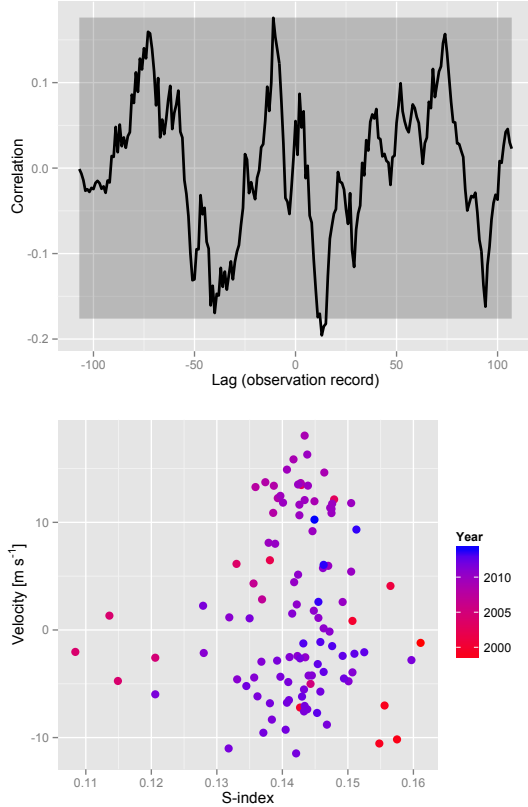 0.1
0.0
-0.1
-0.2
Correlation
-100 -50 0 50 100
Lag (observation record)
10
0
-10
Velocity [m s⁻¹]
0.11 0.12 0.13 0.14 0.15 0.16
S-index
Year
2010
2005
2000